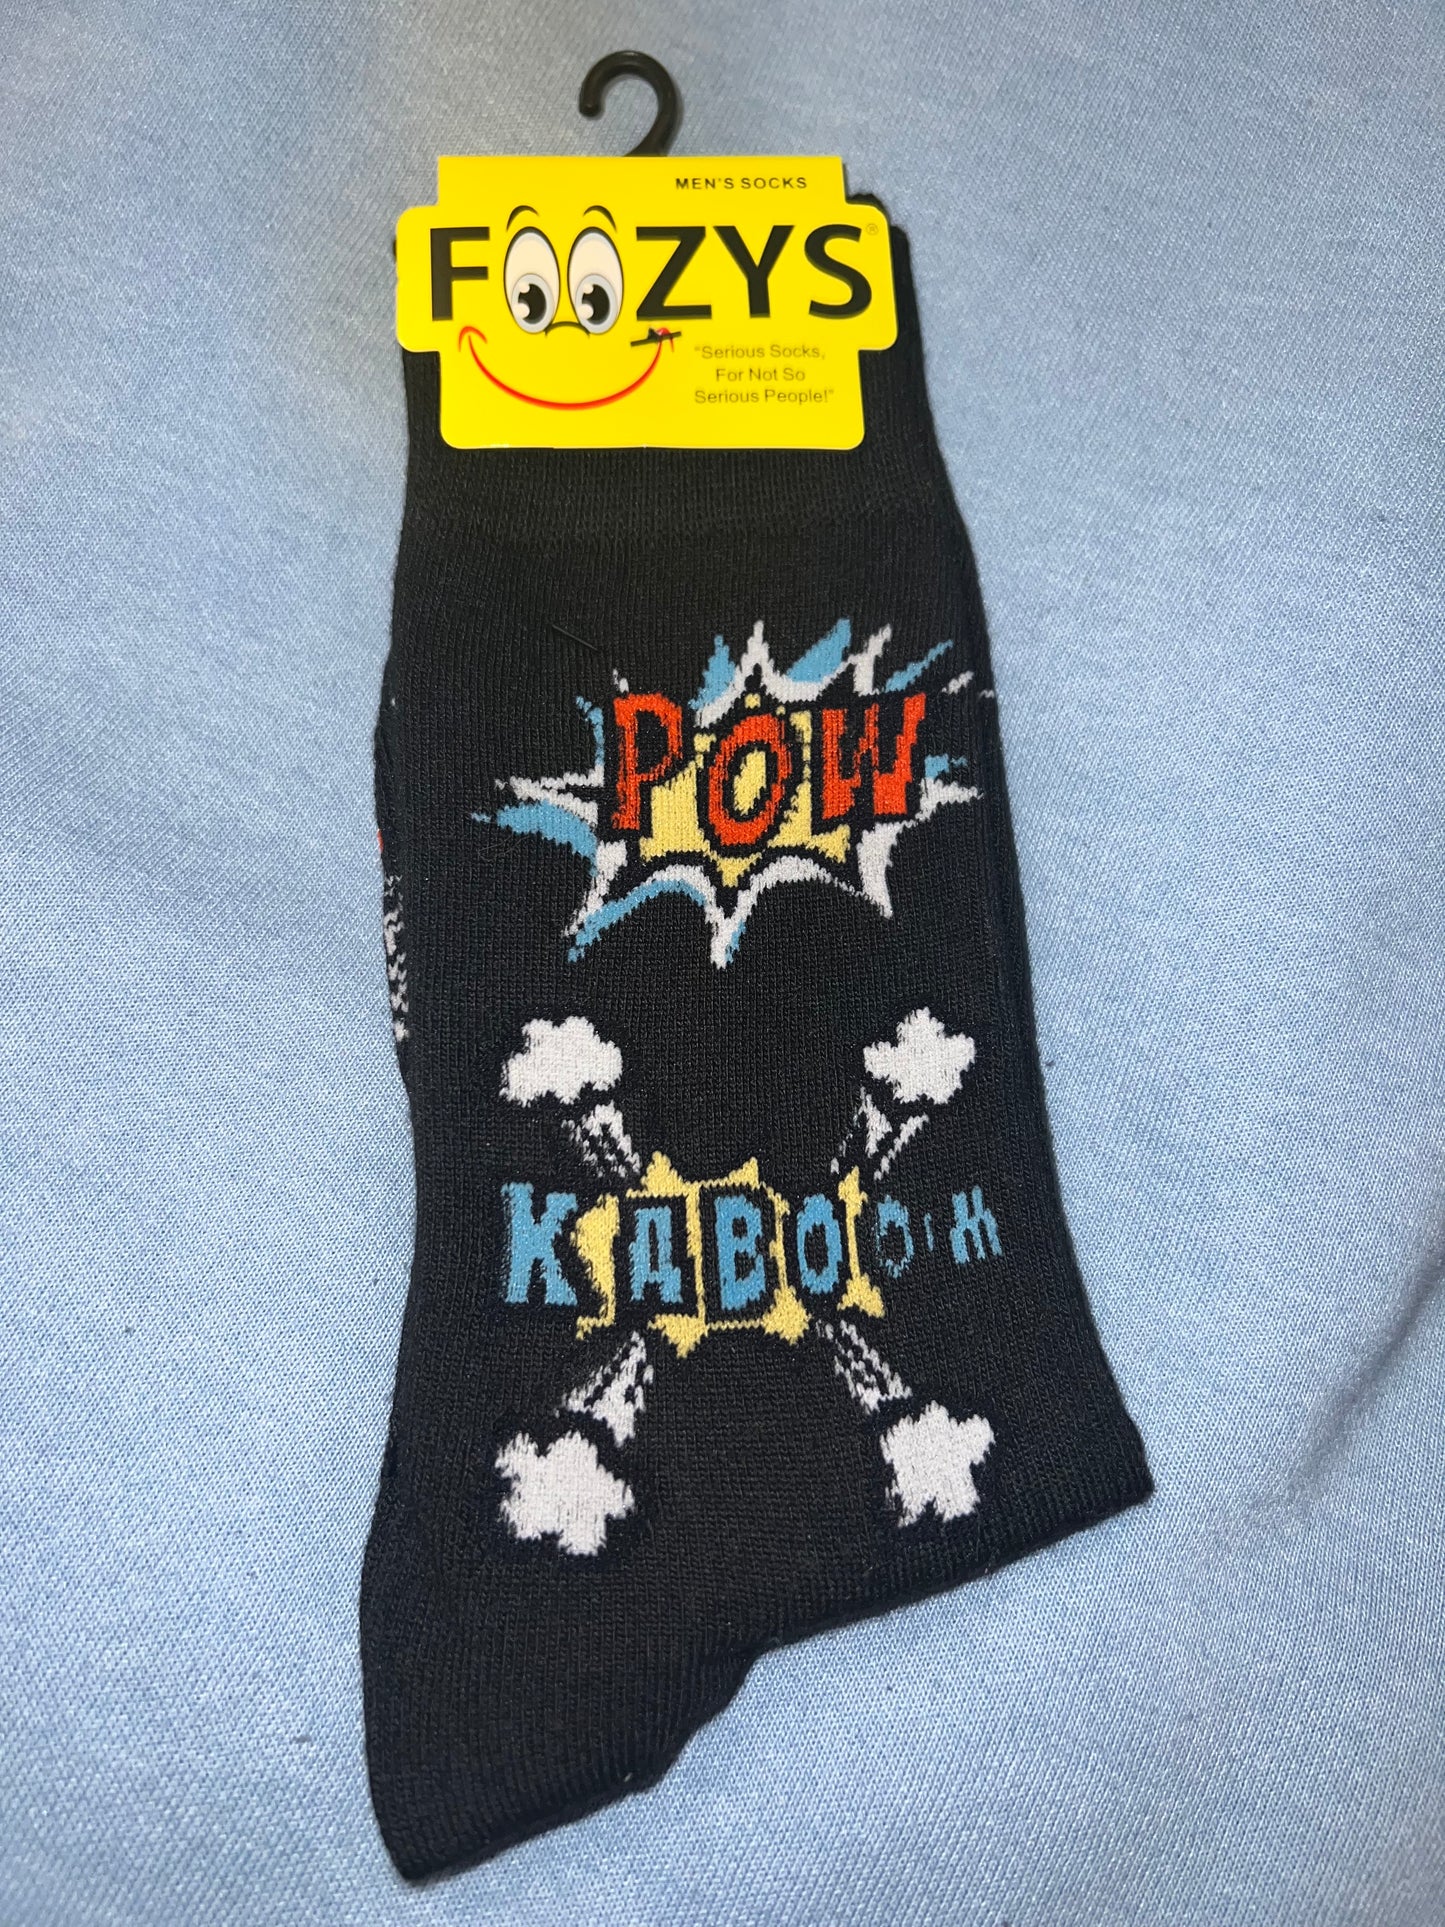 MEN'S SOCKS
FOOZYS®
"Serious Socks,
For Not So
Serious People!"
POW
KABOOM